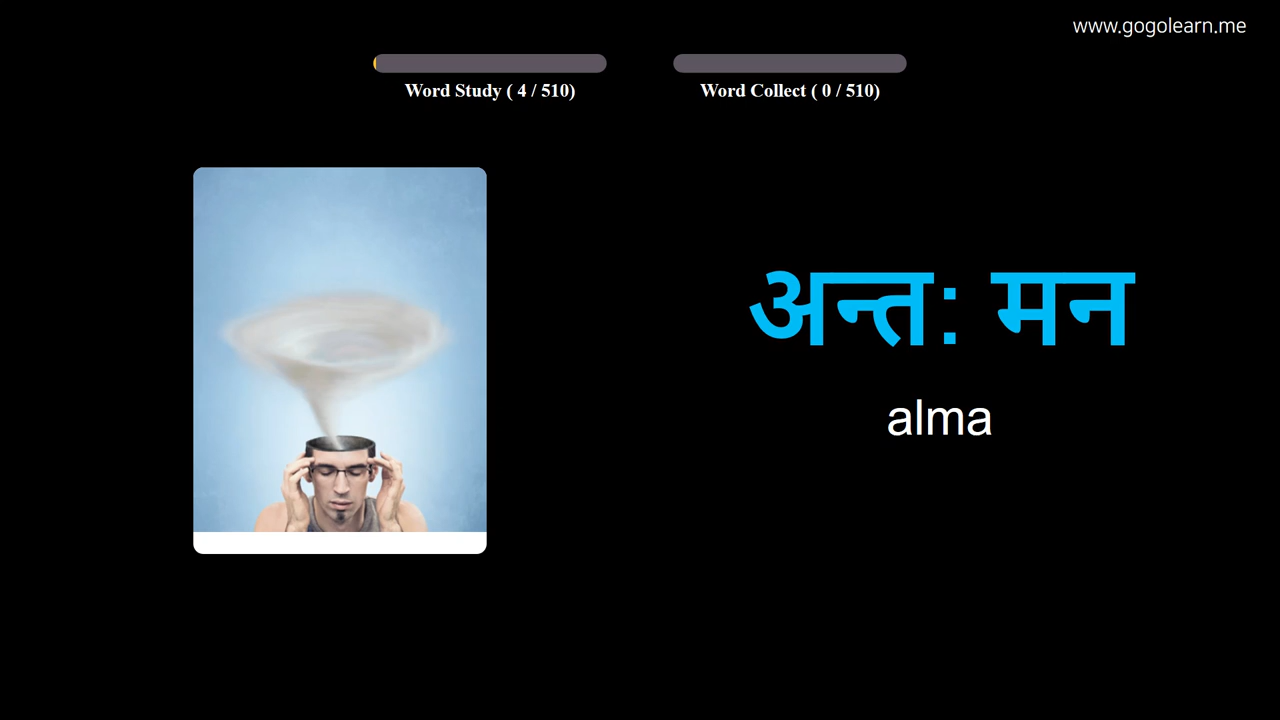 www.gogolearn.me
Word Study ( 4 / 510)
Word Collect ( 0 / 510)
अन्त: मन
alma